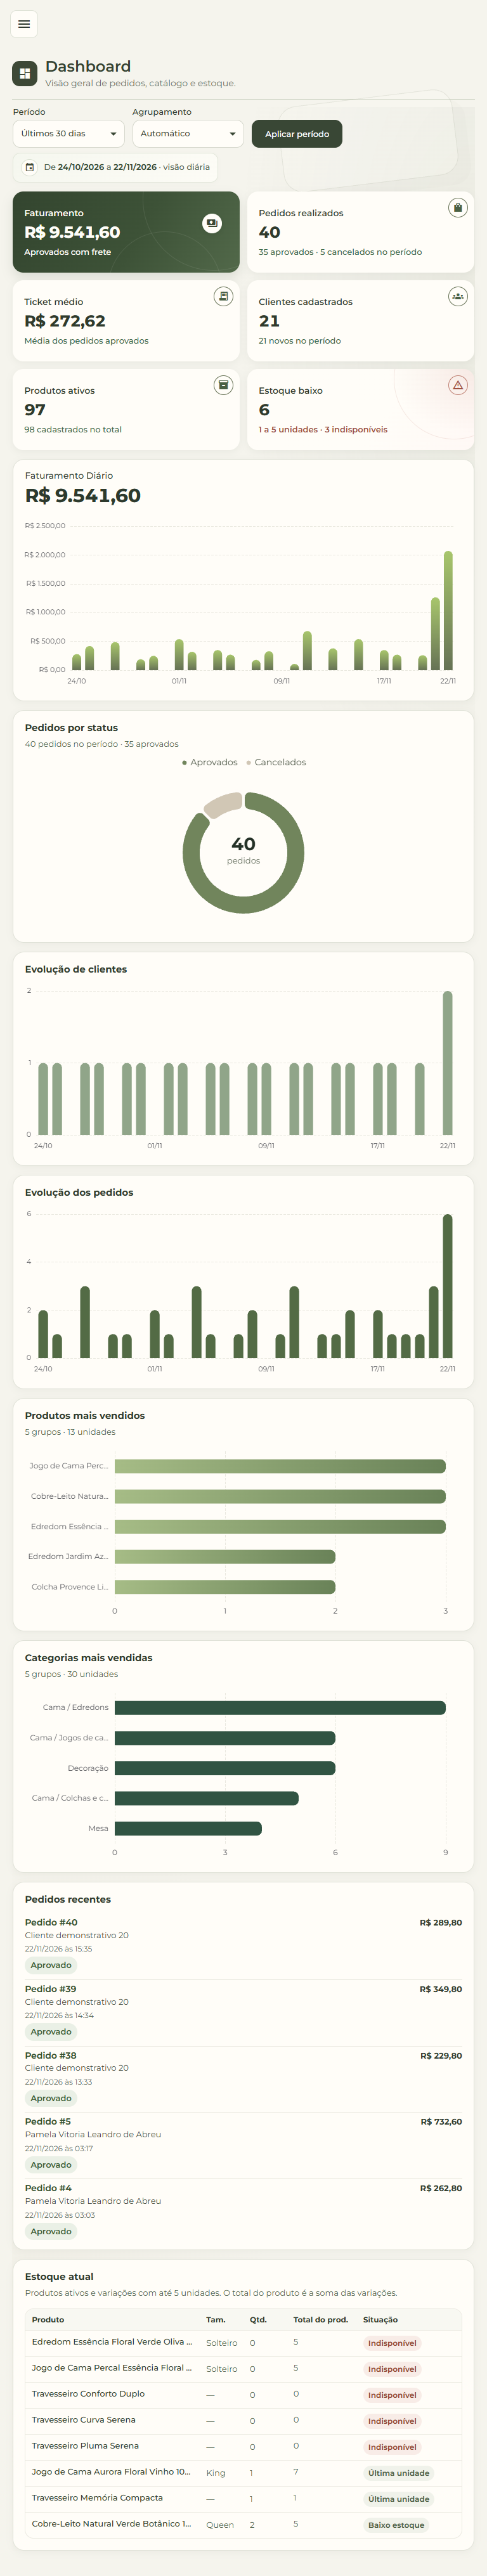 Dashboard
Visão geral de pedidos, catálogo e estoque.
Período
Agrupamento
Últimos 30 dias
Automático
Aplicar período
De 24/10/2026 a 22/11/2026 · visão diária
Faturamento
R$ 9.541,60
Aprovados com frete
Pedidos realizados
40
35 aprovados · 5 cancelados no período
Ticket médio
R$ 272,62
Média dos pedidos aprovados
Clientes cadastrados
21
21 novos no período
Produtos ativos
97
98 cadastrados no total
Estoque baixo
6
1 a 5 unidades · 3 indisponíveis
Faturamento Diário
R$ 9.541,60
R$ 2.500,00
R$ 2.000,00
R$ 1.500,00
R$ 1.000,00
R$ 500,00
R$ 0,00
24/10 01/11 09/11 17/11 22/11
Pedidos por status
40 pedidos no período · 35 aprovados
Aprovados Cancelados
40
pedidos
Evolução de clientes
2
1
0
24/10 01/11 09/11 17/11 22/11
Evolução dos pedidos
6
4
2
0
24/10 01/11 09/11 17/11 22/11
Produtos mais vendidos
5 grupos · 13 unidades
Jogo de Cama Perc...
Cobre-Leito Natura...
Edredom Essência ...
Edredom Jardim Az...
Colcha Provence Li...
0 1 2 3
Categorias mais vendidas
5 grupos · 30 unidades
Cama / Edredons
Cama / Jogos de ca...
Decoração
Cama / Colchas e c...
Mesa
0 3 6 9
Pedidos recentes
Pedido #40 R$ 289,80
Cliente demonstrativo 20
22/11/2026 às 15:35
Aprovado
Pedido #39 R$ 349,80
Cliente demonstrativo 20
22/11/2026 às 14:34
Aprovado
Pedido #38 R$ 229,80
Cliente demonstrativo 20
22/11/2026 às 13:33
Aprovado
Pedido #5 R$ 732,60
Pamela Vitoria Leandro de Abreu
22/11/2026 às 03:17
Aprovado
Pedido #4 R$ 262,80
Pamela Vitoria Leandro de Abreu
22/11/2026 às 03:03
Aprovado
Estoque atual
Produtos ativos e variações com até 5 unidades. O total do produto é a soma das variações.
Produto Tam. Qtd. Total do prod. Situação
Edredom Essência Floral Verde Oliva ... Solteiro 0 5 Indisponível
Jogo de Cama Percal Essência Floral ... Solteiro 0 5 Indisponível
Travesseiro Conforto Duplo — 0 0 Indisponível
Travesseiro Curva Serena — 0 0 Indisponível
Travesseiro Pluma Serena — 0 0 Indisponível
Jogo de Cama Aurora Floral Vinho 10... King 1 7 Última unidade
Travesseiro Memória Compacta — 1 1 Última unidade
Cobre-Leito Natural Verde Botânico 1... Queen 2 5 Baixo estoque